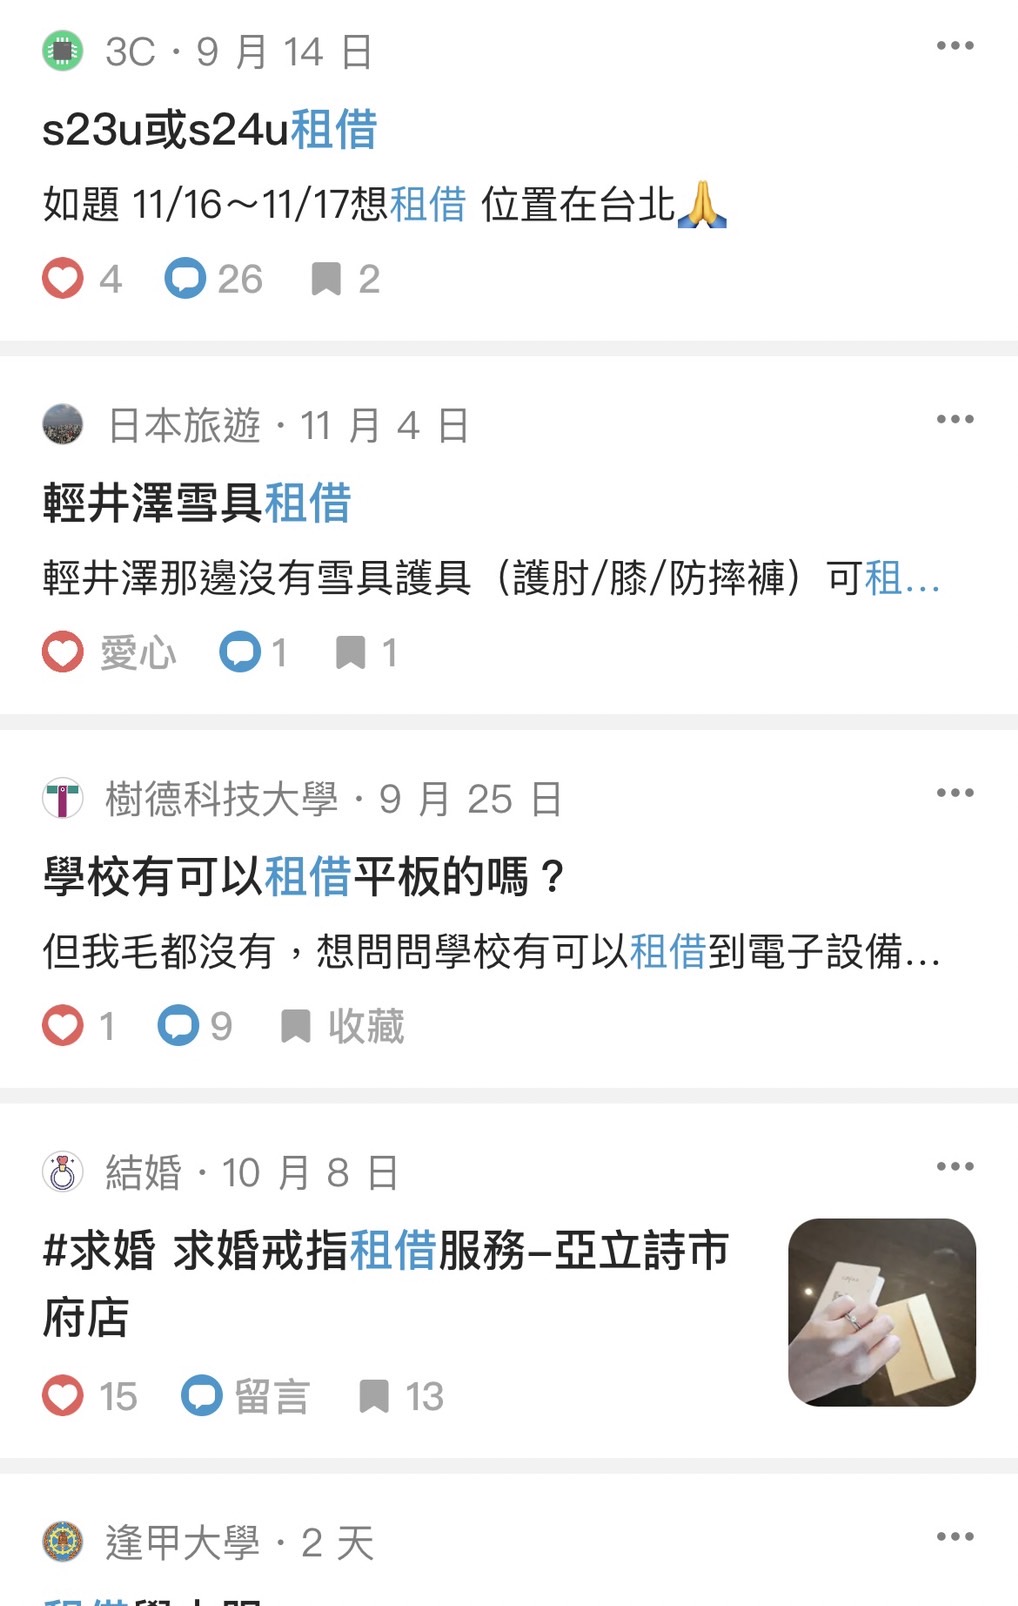 3C · 9 月 14 日
s23u或s24u租借
如題 11/16～11/17想租借 位置在台北🙏
4 26 2
日本旅遊 · 11 月 4 日
輕井澤雪具租借
輕井澤那邊沒有雪具護具（護肘/膝/防摔褲）可租...
愛心 1 1
樹德科技大學 · 9 月 25 日
學校有可以租借平板的嗎？
但我毛都沒有，想問問學校有可以租借到電子設備...
1 9 收藏
結婚 · 10 月 8 日
#求婚 求婚戒指租借服務–亞立詩市
府店
15 留言 13
逢甲大學 · 2 天
租借學士服